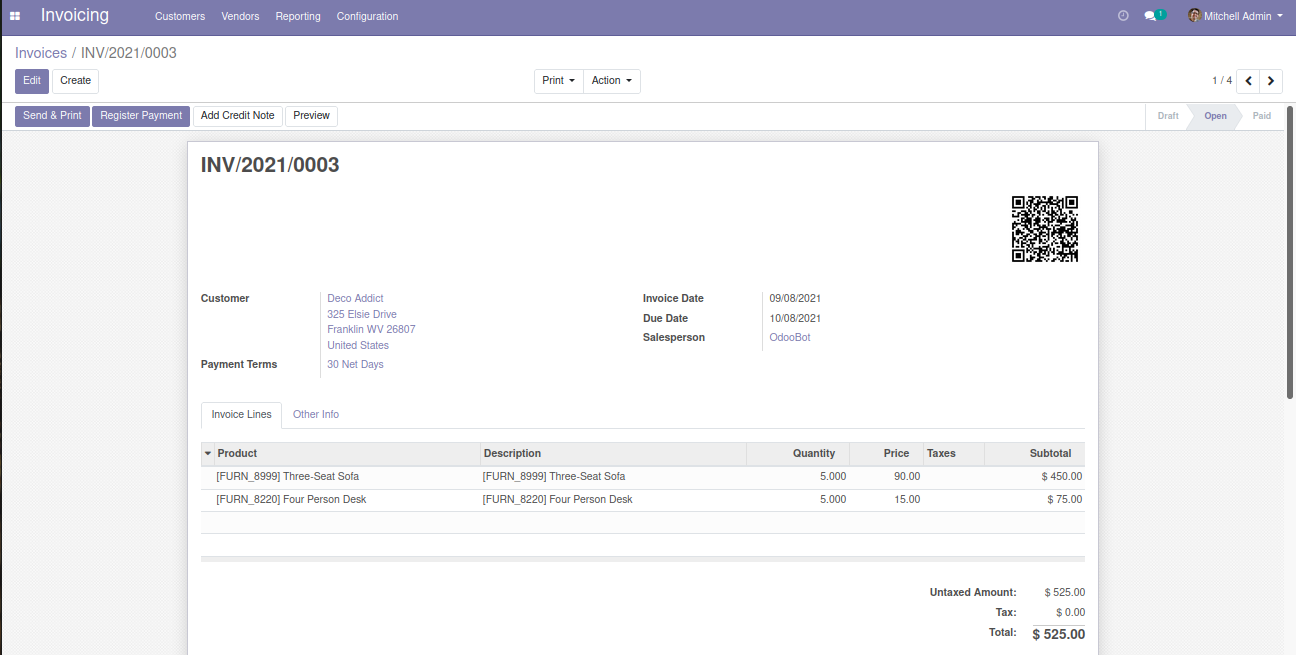 Invoicing Customers Vendors Reporting Configuration 1 Mitchell Admin
Invoices / INV/2021/0003
Edit Create Print Action 1 / 4
Send & Print Register Payment Add Credit Note Preview Draft Open Paid
INV/2021/0003
Customer Deco Addict Invoice Date 09/08/2021
325 Elsie Drive Due Date 10/08/2021
Franklin WV 26807 Salesperson OdooBot
United States
Payment Terms 30 Net Days
Invoice Lines Other Info
Product Description Quantity Price Taxes Subtotal
[FURN_8999] Three-Seat Sofa [FURN_8999] Three-Seat Sofa 5.000 90.00 $ 450.00
[FURN_8220] Four Person Desk [FURN_8220] Four Person Desk 5.000 15.00 $ 75.00
Untaxed Amount: $ 525.00
Tax: $ 0.00
Total: $ 525.00